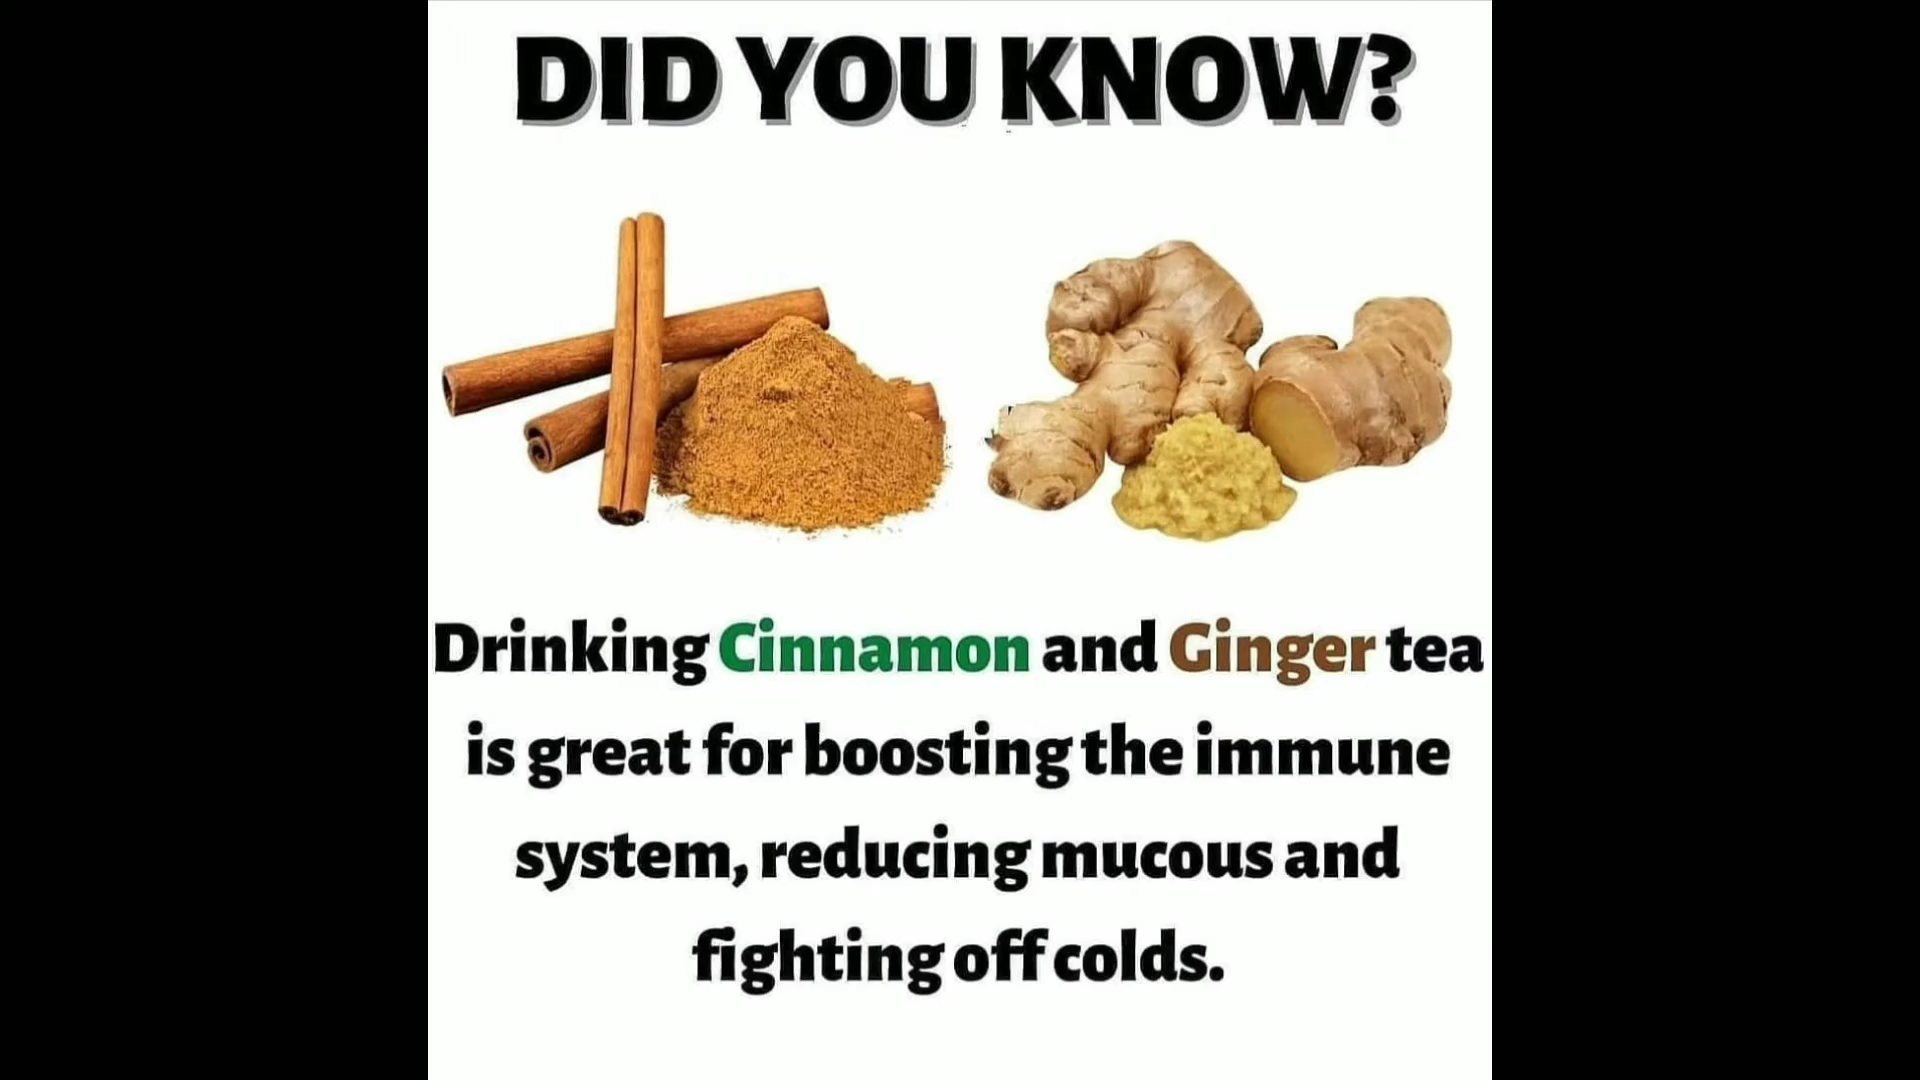 DID YOU KNOW?
Drinking Cinnamon and Ginger tea
is great for boosting the immune
system, reducing mucous and
fighting off colds.